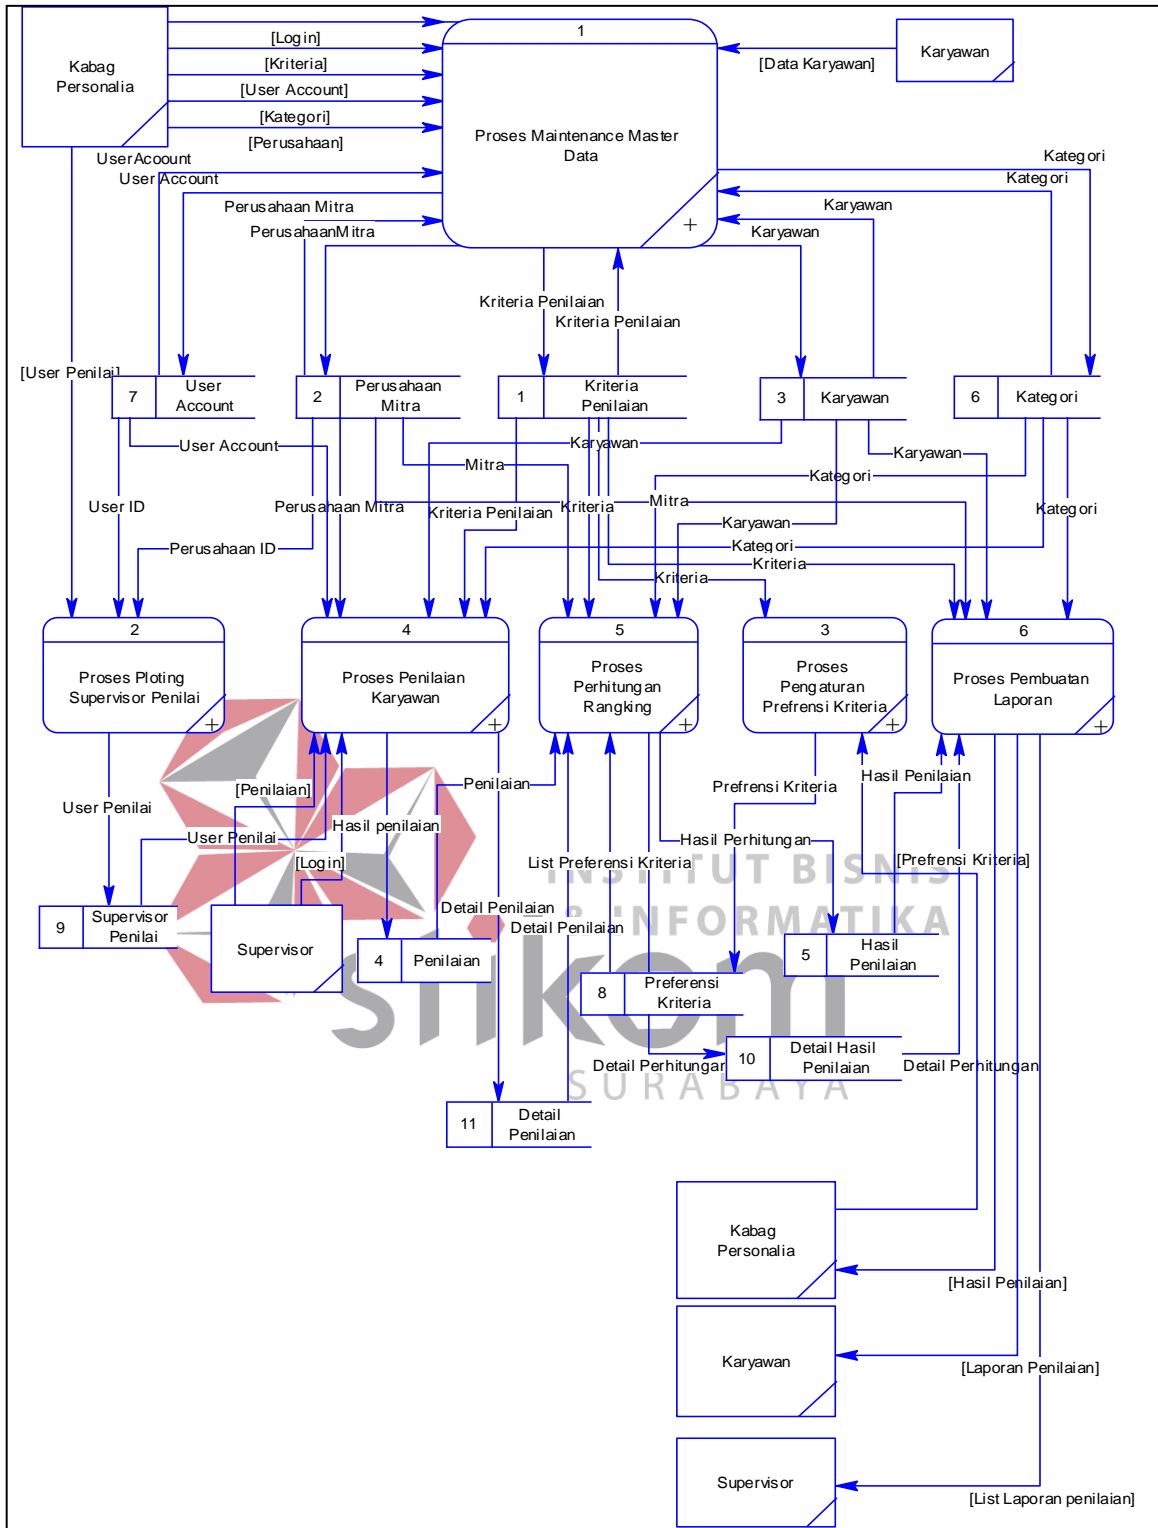 Kabag
Personalia
[Login]
[Kriteria]
[User Account]
[Kategori]
[Perusahaan]
1
Proses Maintenance Master
Data
+
[Data Karyawan]
Karyawan
UserAcoount
User Account
Perusahaan Mitra
PerusahaanMitra
Kriteria Penilaian
Kriteria Penilaian
Karyawan
Karyawan
Kategori
Kategori
[User Penilai]
7
User
Account
2
Perusahaan
Mitra
1
Kriteria
Penilaian
3
Karyawan
6
Kategori
User Account
Mitra
Karyawan
Karyawan
Kategori
User ID
Perusahaan Mitra
Kriteria Penilaian
Kriteria
Mitra
Kategori
Karyawan
Perusahaan ID
Kategori
Kriteria
Kriteria
2
Proses Ploting
Supervisor Penilai
+
4
Proses Penilaian
Karyawan
+
5
Proses
Perhitungan
Rangking
+
3
Proses
Pengaturan
Prefrensi Kriteria
+
6
Proses Pembuatan
Laporan
+
User Penilai
[Penilaian]
Hasil penilaian
Penilaian
Prefrensi Kriteria
Hasil Penilaian
User Penilai
[Login]
List Preferensi Kriteria
Hasil Perhitungan
[Prefrensi Kriteria]
INSTITUT BISNIS
& INFORMATIKA
stikom
SURABAYA
9
Supervisor
Penilai
Supervisor
4
Penilaian
Detail Penilaian
Detail Penilaian
5
Hasil
Penilaian
8
Preferensi
Kriteria
Detail Perhitungan
10
Detail Hasil
Penilaian
Detail Perhitungan
11
Detail
Penilaian
Kabag
Personalia
[Hasil Penilaian]
Karyawan
[Laporan Penilaian]
Supervisor
[List Laporan penilaian]